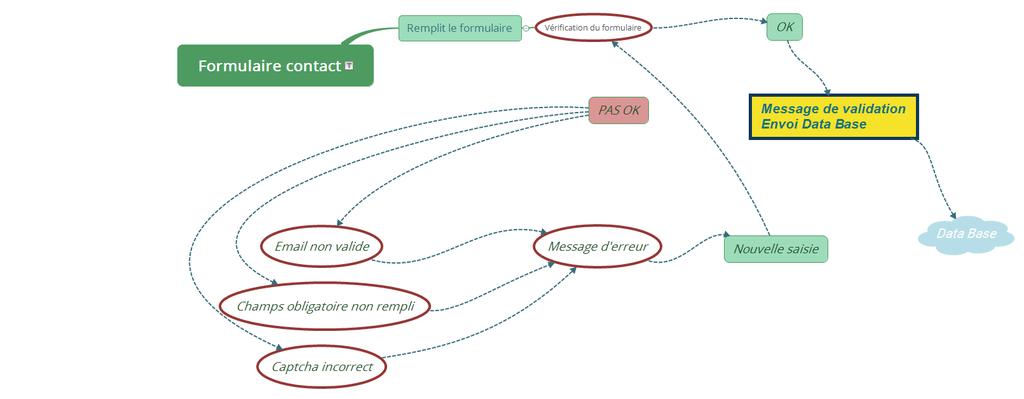 Remplit le formulaire
Vérification du formulaire
OK
Formulaire contact
PAS OK
Message de validation
Envoi Data Base
Data Base
Email non valide
Message d'erreur
Nouvelle saisie
Champs obligatoire non rempli
Captcha incorrect